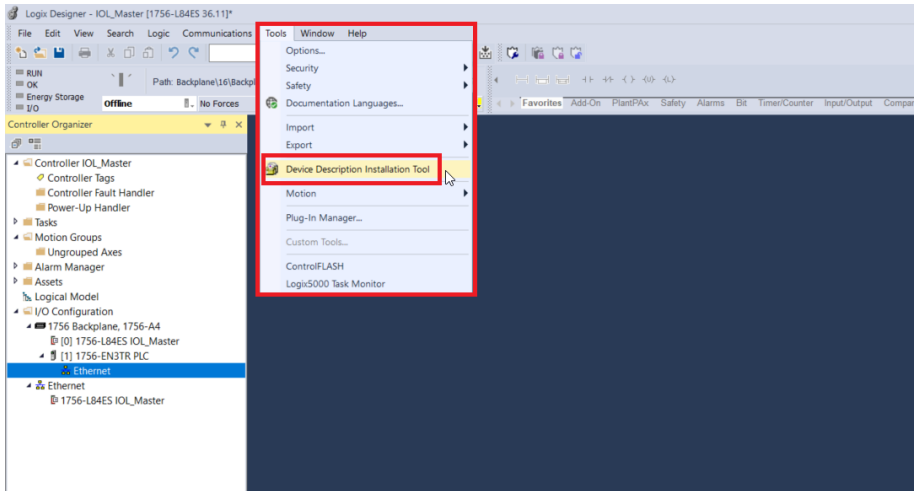 Logix Designer - IOL_Master [1756-L84ES 36.11]*
File Edit View Search Logic Communications Tools Window Help
RUN
OK
Energy Storage
I/O
Path: Backplane\16\Backpl
Offline
No Forces
Favorites Add-On PlantPAx Safety Alarms Bit Timer/Counter Input/Output Compar
Options...
Security
Safety
Documentation Languages...
Import
Export
Device Description Installation Tool
Motion
Plug-In Manager...
Custom Tools...
ControlFLASH
Logix5000 Task Monitor
Controller Organizer
Controller IOL_Master
Controller Tags
Controller Fault Handler
Power-Up Handler
Tasks
Motion Groups
Ungrouped Axes
Alarm Manager
Assets
Logical Model
I/O Configuration
1756 Backplane, 1756-A4
[0] 1756-L84ES IOL_Master
[1] 1756-EN3TR PLC
Ethernet
Ethernet
1756-L84ES IOL_Master